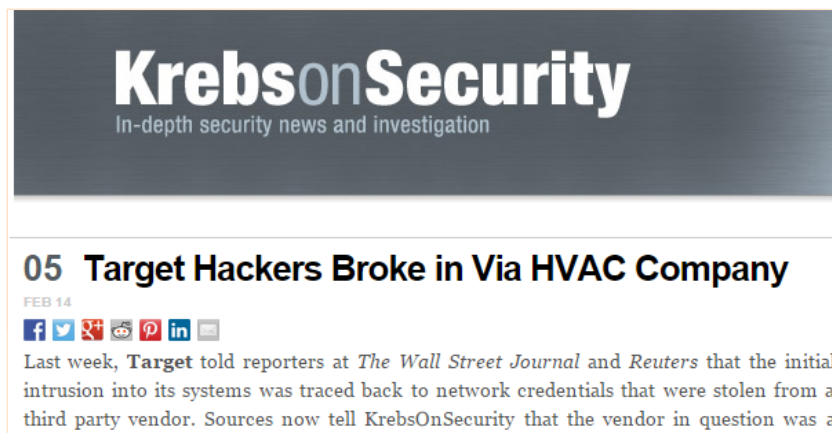 KrebsonSecurity
In-depth security news and investigation
05 Target Hackers Broke in Via HVAC Company
FEB 14
Last week, Target told reporters at The Wall Street Journal and Reuters that the initial
intrusion into its systems was traced back to network credentials that were stolen from a
third party vendor. Sources now tell KrebsOnSecurity that the vendor in question was a